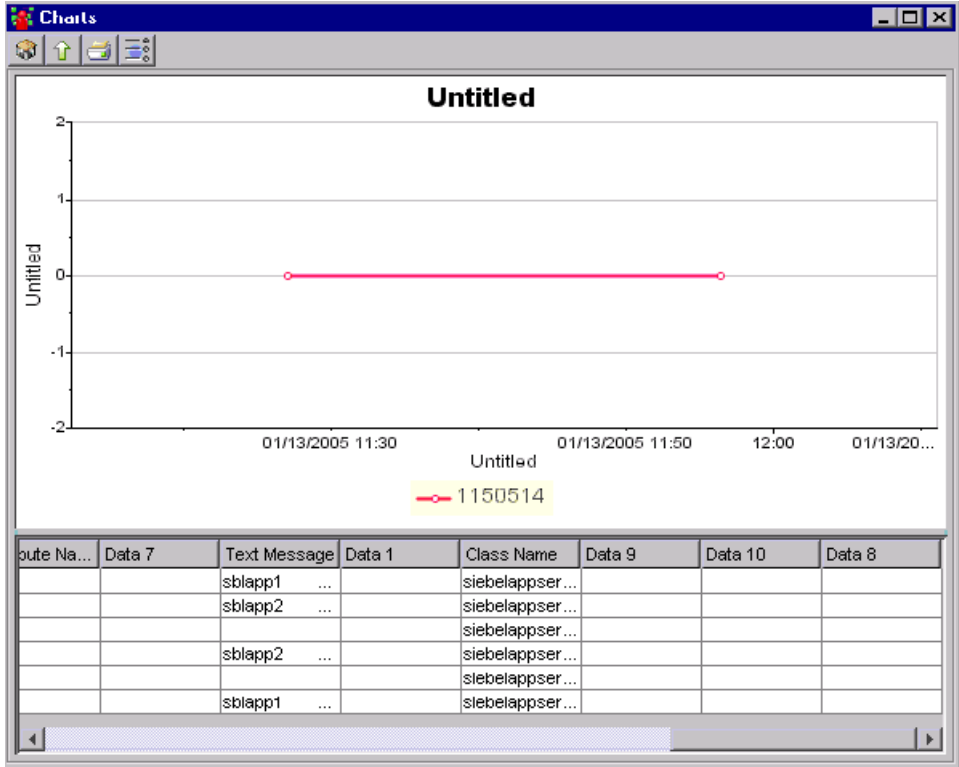 Charts
Untitled
2
1
0
-1
-2
Untitled
01/13/2005 11:30
01/13/2005 11:50
12:00
01/13/20...
Untitled
1150514
oute Na... Data 7 Text Message Data 1 Class Name Data 9 Data 10 Data 8
sblapp1 ... siebelappser...
sblapp2 ... siebelappser...
siebelappser...
sblapp2 ... siebelappser...
siebelappser...
sblapp1 ... siebelappser...